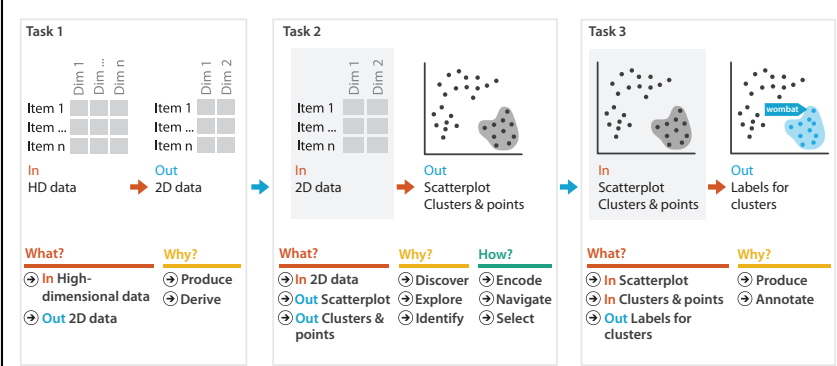 Task 1
Dim 1
Dim ...
Dim n
Item 1
Item ...
Item n
In
HD data
Dim 1
Dim 2
Item 1
Item ...
Item n
Out
2D data
What?
In High-
dimensional data
Out 2D data
Why?
Produce
Derive
Task 2
Dim 1
Dim 2
Item 1
Item ...
Item n
In
2D data
Out
Scatterplot
Clusters & points
What?
In 2D data
Out Scatterplot
Out Clusters &
points
Why?
Discover
Explore
Identify
How?
Encode
Navigate
Select
Task 3
In
Scatterplot
Clusters & points
wombat
Out
Labels for
clusters
What?
In Scatterplot
In Clusters & points
Out Labels for
clusters
Why?
Produce
Annotate